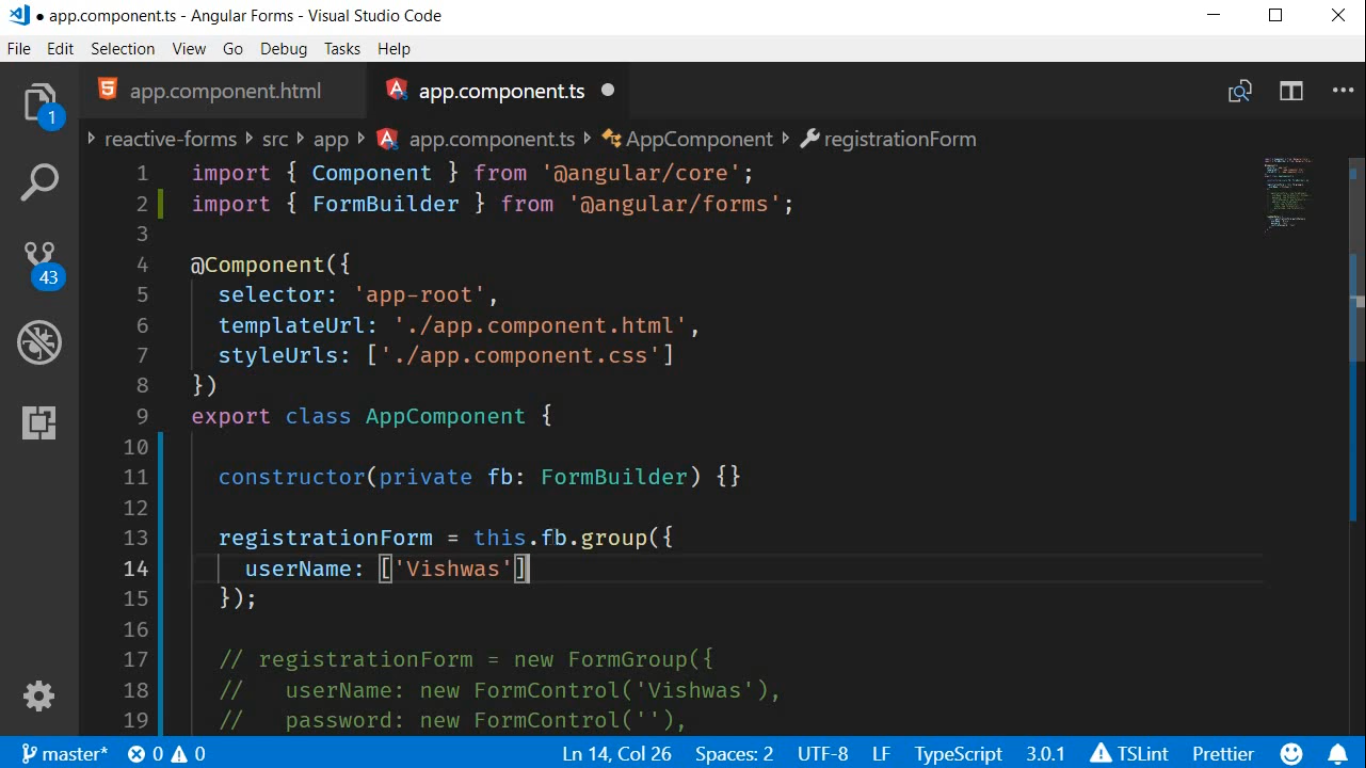 ● app.component.ts - Angular Forms - Visual Studio Code
File Edit Selection View Go Debug Tasks Help
app.component.html app.component.ts
reactive-forms src app app.component.ts AppComponent registrationForm
1 import { Component } from '@angular/core';
2 import { FormBuilder } from '@angular/forms';
3
4 @Component({
5 selector: 'app-root',
6 templateUrl: './app.component.html',
7 styleUrls: ['./app.component.css']
8 })
9 export class AppComponent {
10
11 constructor(private fb: FormBuilder) {}
12
13 registrationForm = this.fb.group({
14 userName: ['Vishwas']
15 });
16
17 // registrationForm = new FormGroup({
18 // userName: new FormControl('Vishwas'),
19 // password: new FormControl(''),
1
43
master* 0 0 Ln 14, Col 26 Spaces: 2 UTF-8 LF TypeScript 3.0.1 TSLint Prettier